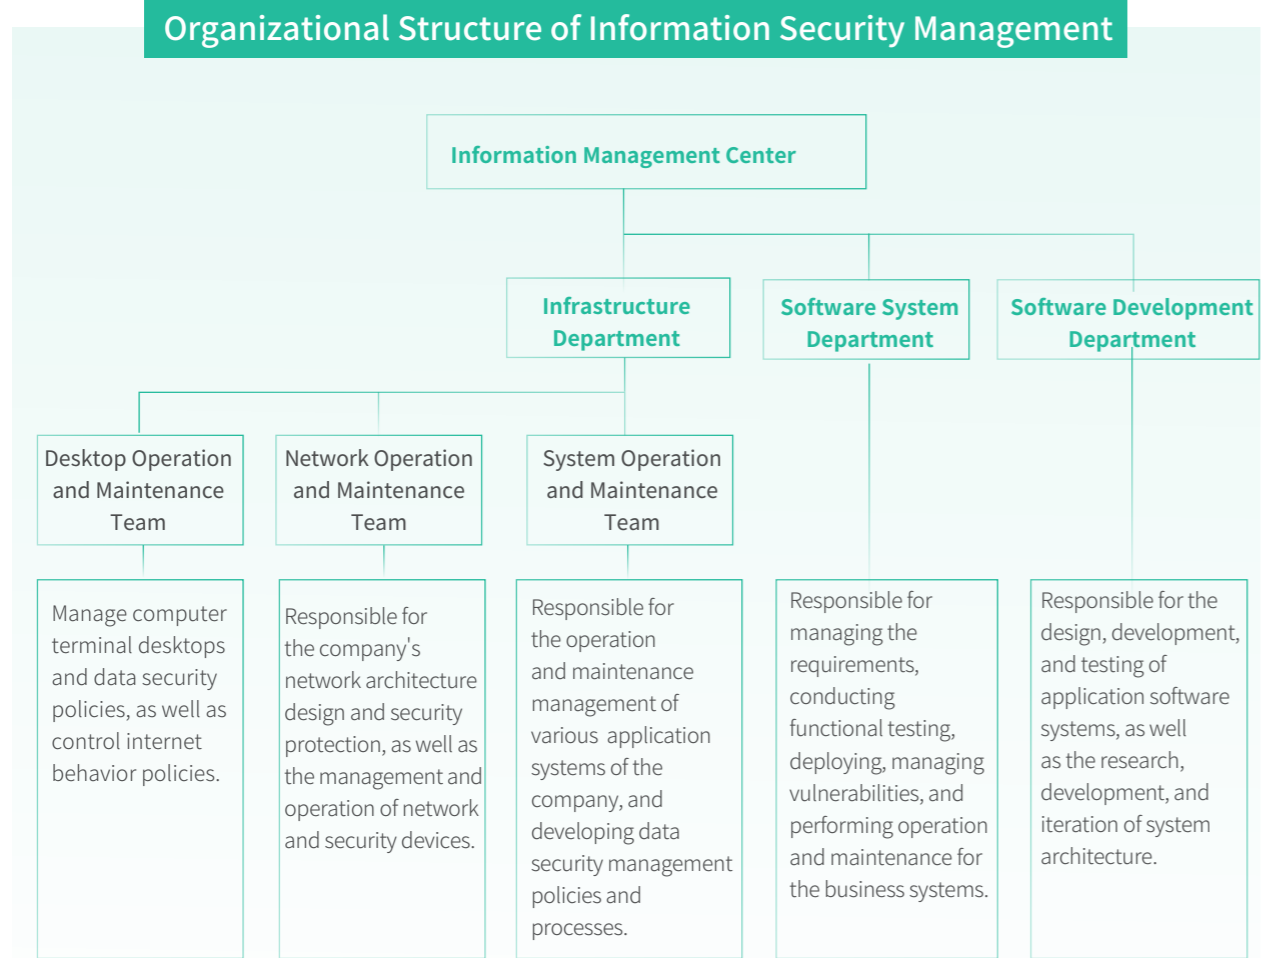 Organizational Structure of Information Security Management
Information Management Center
Infrastructure
Department
Software System
Department
Software Development
Department
Desktop Operation
and Maintenance
Team
Network Operation
and Maintenance
Team
System Operation
and Maintenance
Team
Manage computer
terminal desktops
and data security
policies, as well as
control internet
behavior policies.
Responsible for
the company's
network architecture
design and security
protection, as well as
the management and
operation of network
and security devices.
Responsible for
the operation
and maintenance
management of
various  application
systems of the
company, and
developing data
security management
policies and
processes.
Responsible for
managing the
requirements,
conducting
functional testing,
deploying, managing
vulnerabilities, and
performing operation
and maintenance for
the business systems.
Responsible for the
design, development,
and testing of
application software
systems, as well
as the research,
development, and
iteration of system
architecture.